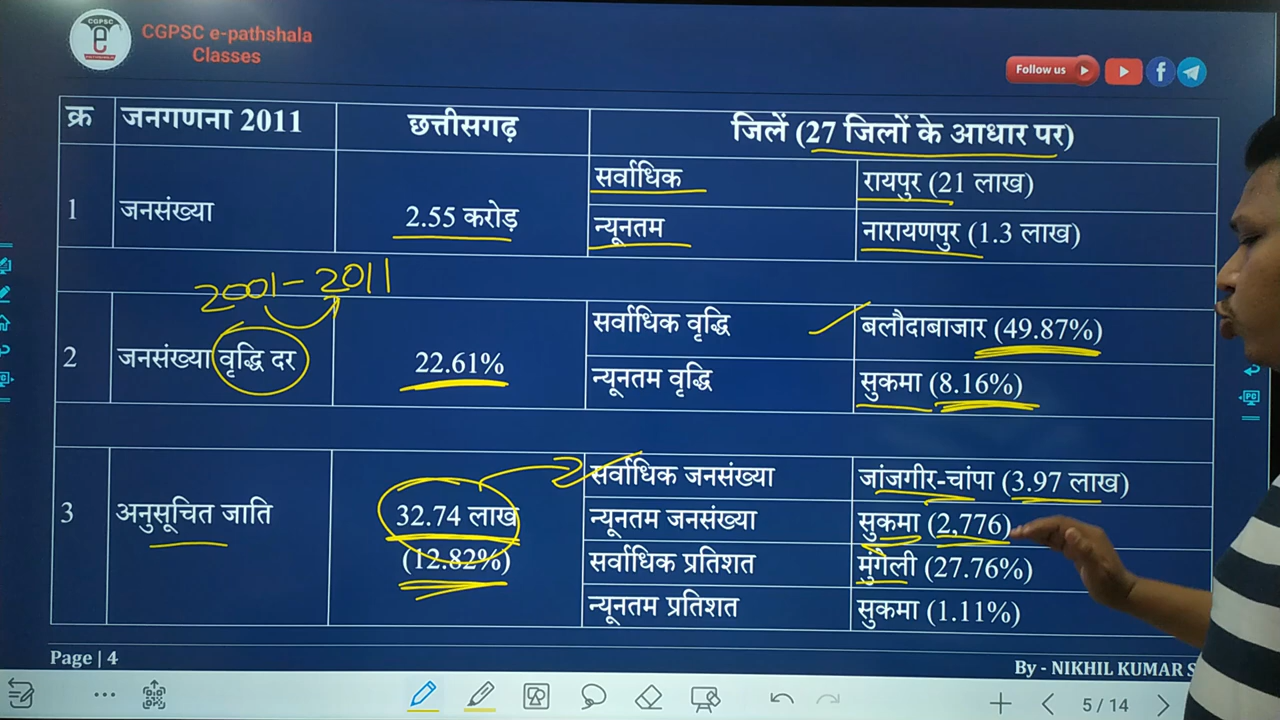 CGPSC
e
CGPSC e-pathshala
Classes
Follow us
क्र जनगणना 2011 छत्तीसगढ़ जिलें (27 जिलों के आधार पर)
1 जनसंख्या 2.55 करोड़ सर्वाधिक रायपुर (21 लाख)
न्यूनतम नारायणपुर (1.3 लाख)
2001-2011
2 जनसंख्या वृद्धि दर 22.61% सर्वाधिक वृद्धि बलौदाबाजार (49.87%)
न्यूनतम वृद्धि सुकमा (8.16%)
3 अनुसूचित जाति 32.74 लाख (12.82%) सर्वाधिक जनसंख्या जांजगीर-चांपा (3.97 लाख)
न्यूनतम जनसंख्या सुकमा (2,776)
सर्वाधिक प्रतिशत मुंगेली (27.76%)
न्यूनतम प्रतिशत सुकमा (1.11%)
Page | 4 By - NIKHIL KUMAR S
5 / 14